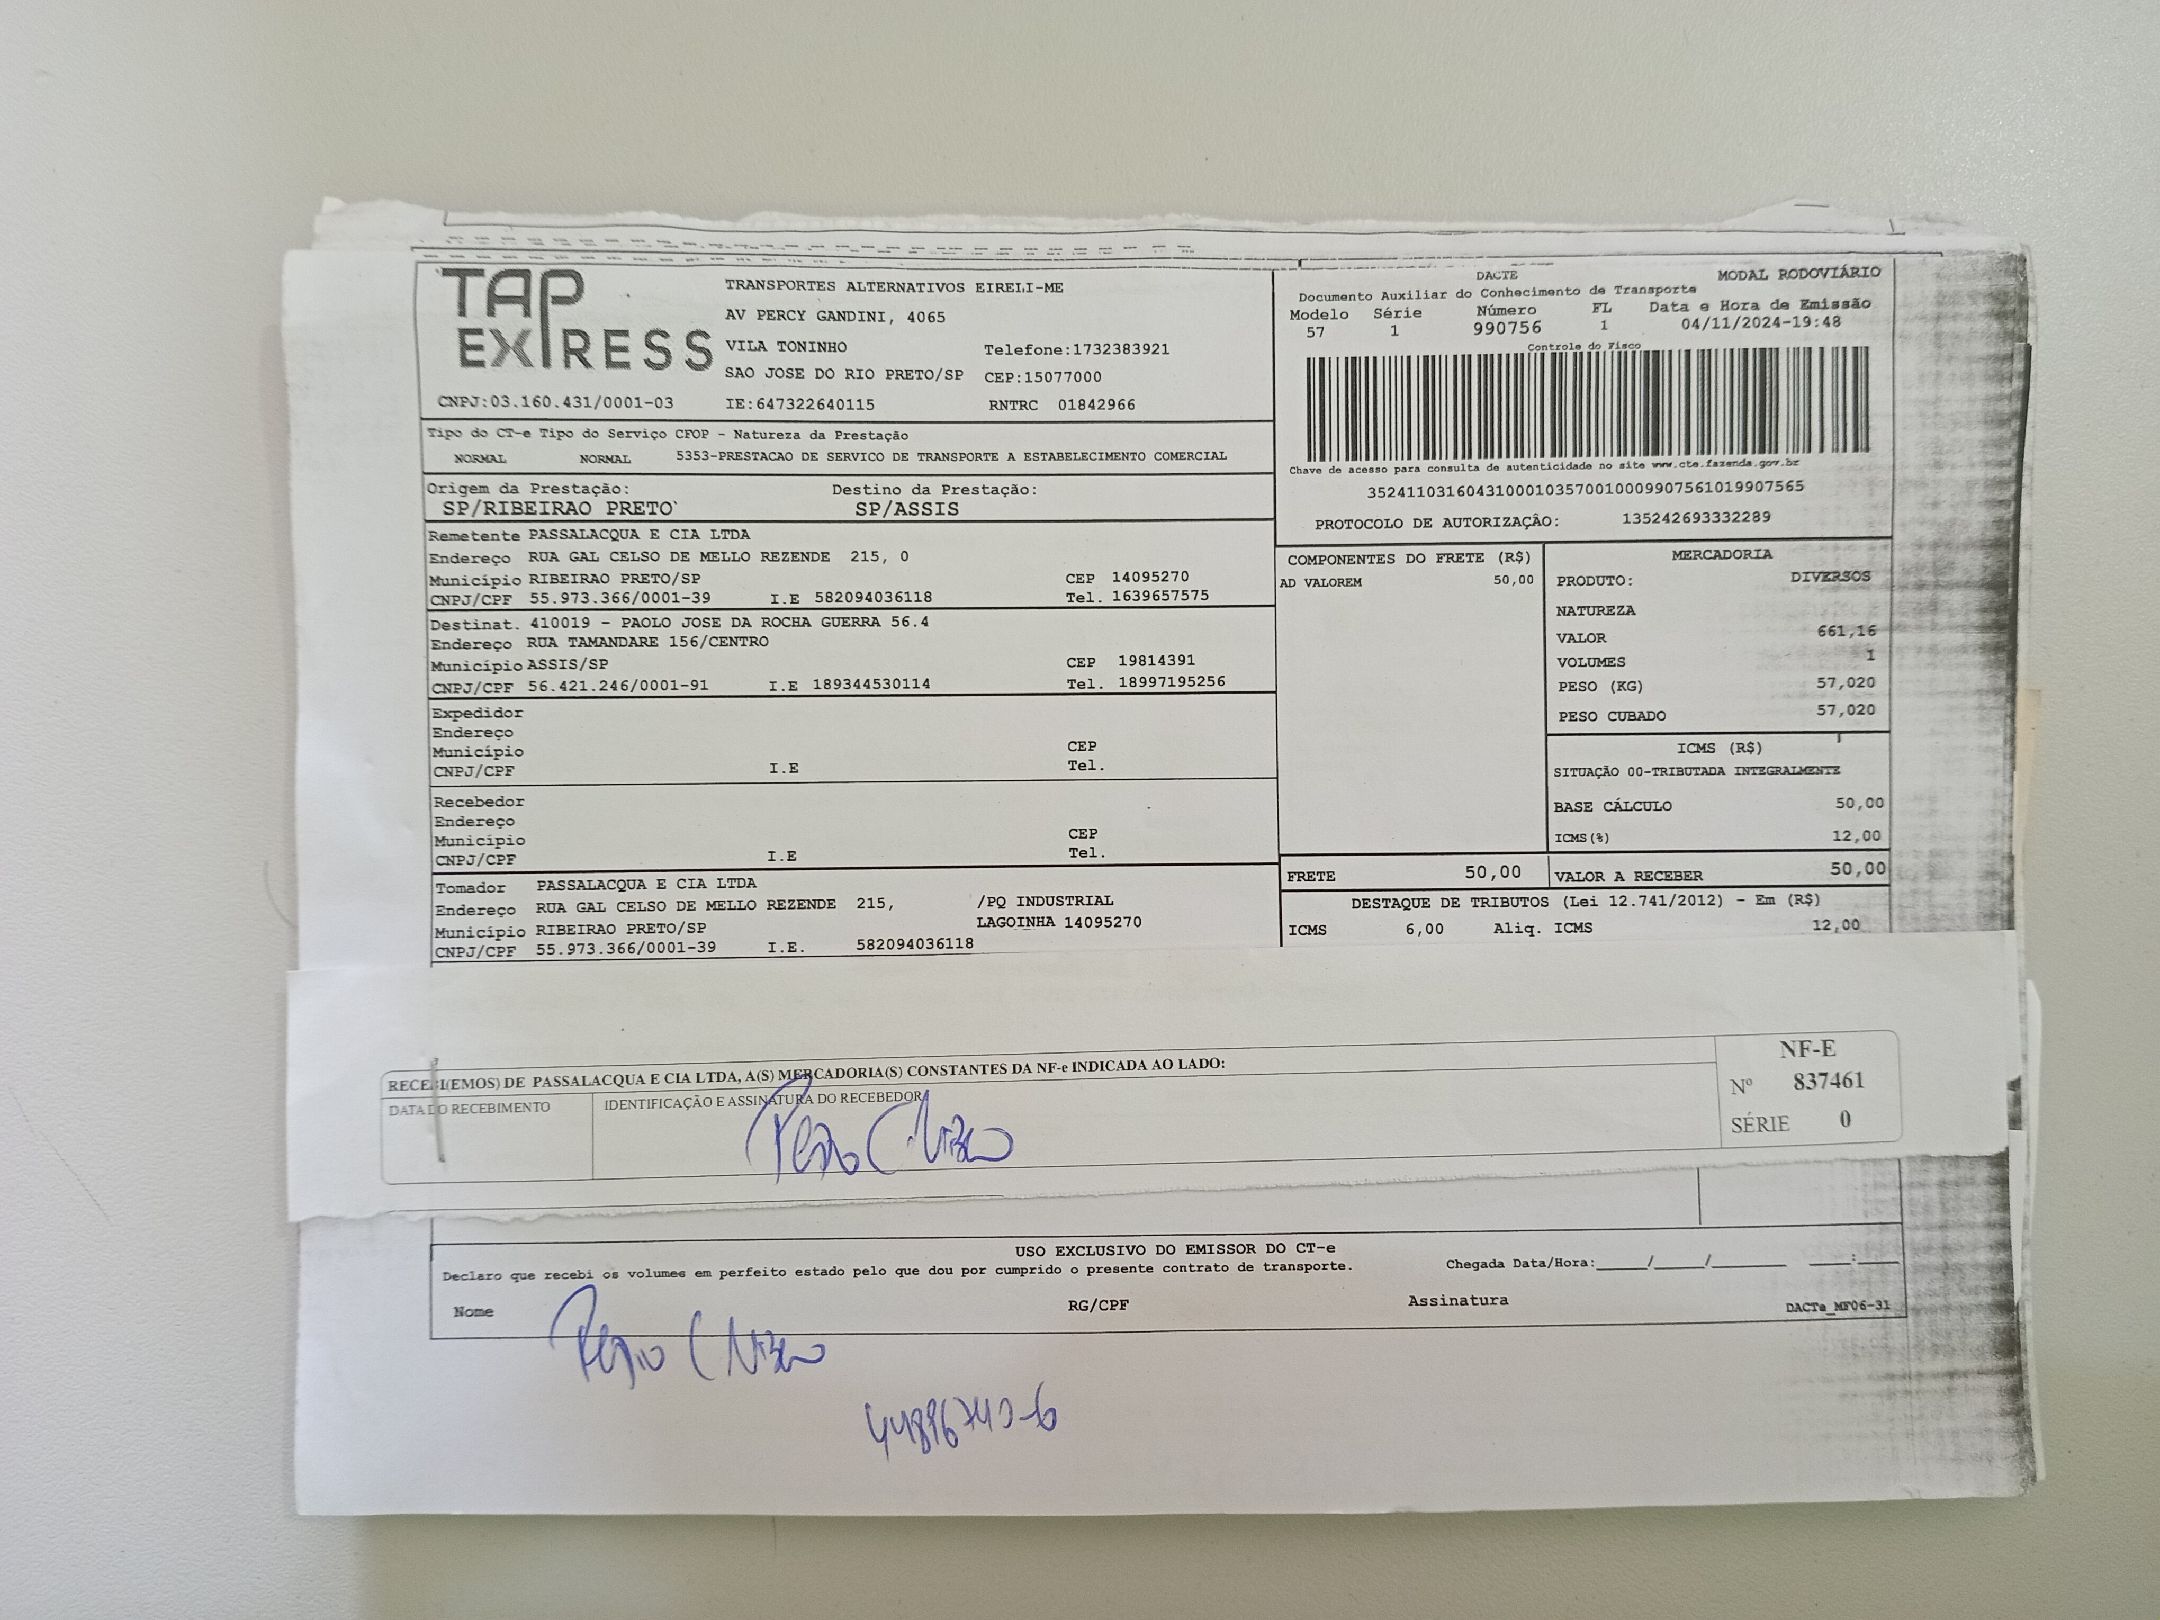 TAP EXPRESS
TRANSPORTES ALTERNATIVOS EIRELI-ME
AV PERCY GANDINI, 4065
VILA TONINHO Telefone:1732383921
SAO JOSE DO RIO PRETO/SP CEP:15077000
CNPJ:03.160.431/0001-03 IE:647322640115 RNTRC 01842966
DACTE MODAL RODOVIÁRIO
Documento Auxiliar do Conhecimento de Transporte
Modelo Série Número FL Data e Hora de Emissão
57 1 990756 1 04/11/2024-19:48
Controle do Fisco
Chave de acesso para consulta de autenticidade no site www.cte.fazenda.gov.br
35241103160431000103570010009907561019907565
PROTOCOLO DE AUTORIZAÇÂO: 135242693332289
Tipo do CT-e Tipo do Serviço CFOP - Natureza da Prestação
NORMAL NORMAL 5353-PRESTACAO DE SERVICO DE TRANSPORTE A ESTABELECIMENTO COMERCIAL
Origem da Prestação: Destino da Prestação:
SP/RIBEIRAO PRETO SP/ASSIS
Remetente PASSALACQUA E CIA LTDA
Endereço RUA GAL CELSO DE MELLO REZENDE 215, 0
Município RIBEIRAO PRETO/SP CEP 14095270
CNPJ/CPF 55.973.366/0001-39 I.E 582094036118 Tel. 1639657575
Destinat. 410019 - PAOLO JOSE DA ROCHA GUERRA 56.4
Endereço RUA TAMANDARE 156/CENTRO
Município ASSIS/SP CEP 19814391
CNPJ/CPF 56.421.246/0001-91 I.E 189344530114 Tel. 18997195256
Expedidor
Endereço
Município CEP
CNPJ/CPF I.E Tel.
Recebedor
Endereço
Município CEP
CNPJ/CPF I.E Tel.
Tomador PASSALACQUA E CIA LTDA
Endereço RUA GAL CELSO DE MELLO REZENDE 215, /PQ INDUSTRIAL
LAGOINHA 14095270
Município RIBEIRAO PRETO/SP
CNPJ/CPF 55.973.366/0001-39 I.E. 582094036118
COMPONENTES DO FRETE (R$)
AD VALOREM 50,00
MERCADORIA
PRODUTO: DIVERSOS
NATUREZA
VALOR 661,16
VOLUMES 1
PESO (KG) 57,020
PESO CUBADO 57,020
ICMS (R$)
SITUAÇÃO 00-TRIBUTADA INTEGRALMENTE
BASE CÁLCULO 50,00
ICMS(%) 12,00
FRETE 50,00 VALOR A RECEBER 50,00
DESTAQUE DE TRIBUTOS (Lei 12.741/2012) - Em (R$)
ICMS 6,00 Aliq. ICMS 12,00
RECEBI(EMOS) DE PASSALACQUA E CIA LTDA, A(S) MERCADORIA(S) CONSTANTES DA NF-e INDICADA AO LADO:
DATA DO RECEBIMENTO IDENTIFICAÇÃO E ASSINATURA DO RECEBEDOR
NF-E
Nº 837461
SÉRIE 0
USO EXCLUSIVO DO EMISSOR DO CT-e
Declaro que recebi os volumes em perfeito estado pelo que dou por cumprido o presente contrato de transporte. Chegada Data/Hora:____/____/______ ____:____
Nome RG/CPF Assinatura DACTe_MF06-31